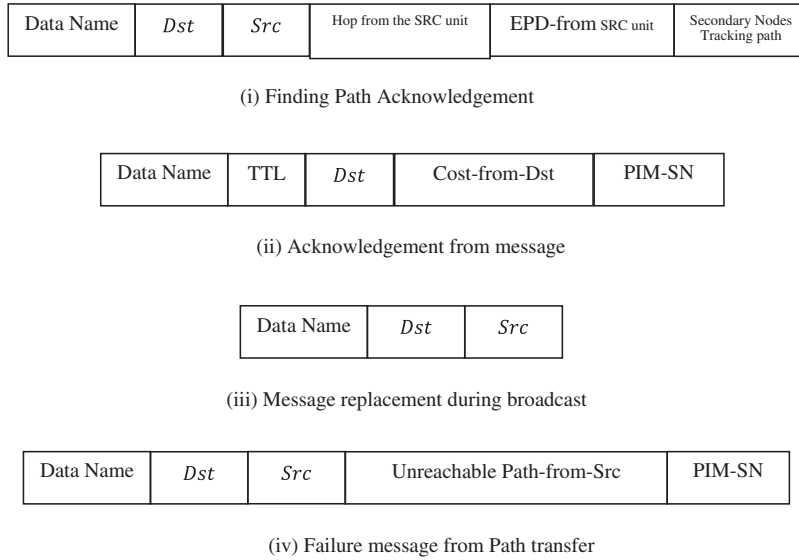 Data Name Dst Src Hop from the SRC unit EPD-from SRC unit Secondary Nodes
Tracking path
(i) Finding Path Acknowledgement
Data Name TTL Dst Cost-from-Dst PIM-SN
(ii) Acknowledgement from message
Data Name Dst Src
(iii) Message replacement during broadcast
Data Name Dst Src Unreachable Path-from-Src PIM-SN
(iv) Failure message from Path transfer